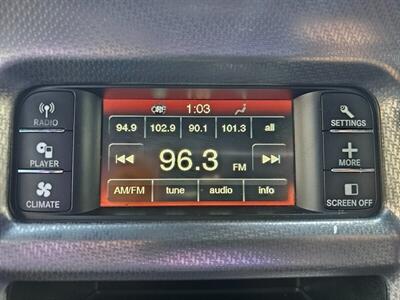 1:03
94.9 102.9 90.1 101.3 all
RADIO
SETTINGS
96.3 FM
PLAYER
MORE
AM/FM tune audio info
CLIMATE
SCREEN OFF